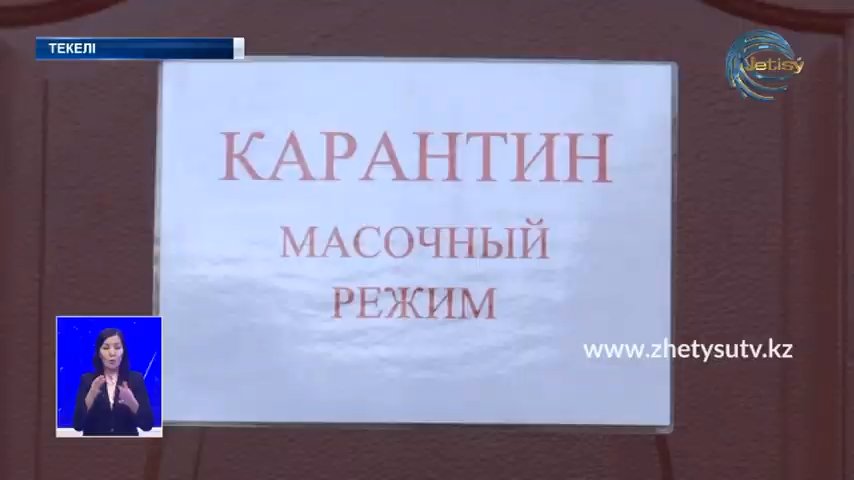 ТЕКЕЛІ
Jetisý
КАРАНТИН
МАСОЧНЫЙ
РЕЖИМ
www.zhetysutv.kz